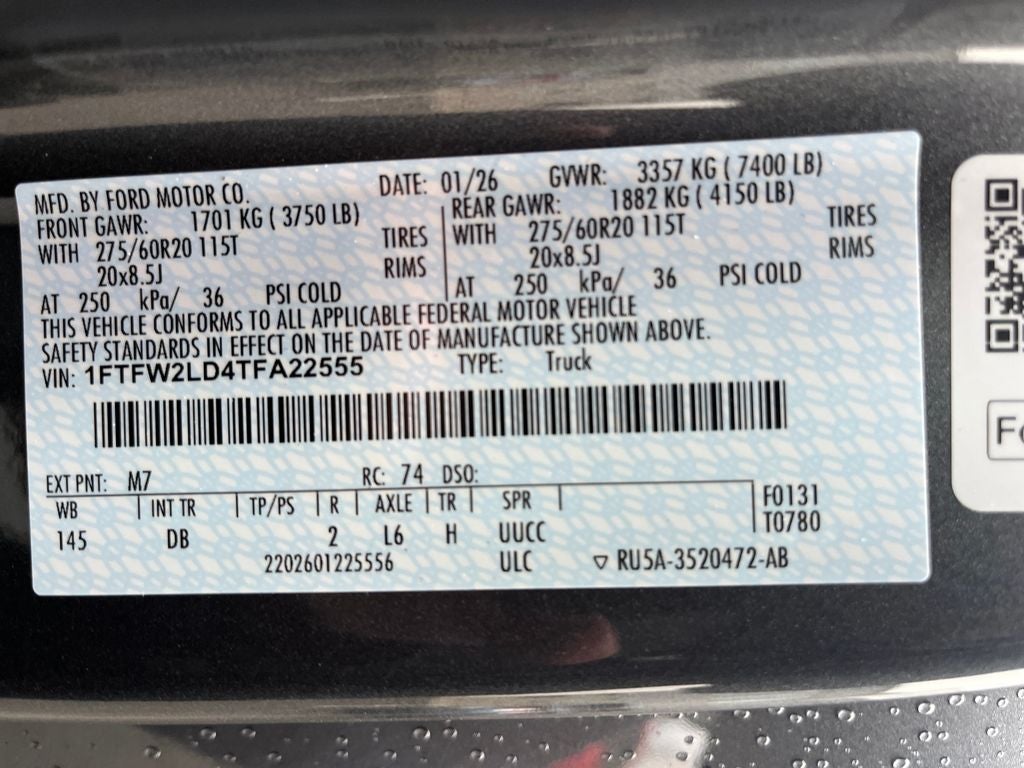 MFD. BY FORD MOTOR CO. DATE: 01/26 GVWR: 3357 KG ( 7400 LB)
FRONT GAWR: 1701 KG ( 3750 LB) REAR GAWR: 1882 KG ( 4150 LB)
WITH 275/60R20 115T TIRES WITH 275/60R20 115T TIRES
20x8.5J RIMS 20x8.5J RIMS
AT 250 kPa/ 36 PSI COLD AT 250 kPa/ 36 PSI COLD
THIS VEHICLE CONFORMS TO ALL APPLICABLE FEDERAL MOTOR VEHICLE
SAFETY STANDARDS IN EFFECT ON THE DATE OF MANUFACTURE SHOWN ABOVE.
VIN: 1FTFW2LD4TFA22555 TYPE: Truck
EXT PNT: M7 RC: 74 DSO:
WB INT TR TP/PS R AXLE TR SPR F0131
145 DB 2 L6 H UUCC T0780
2202601225556 ULC ▽ RU5A-3520472-AB